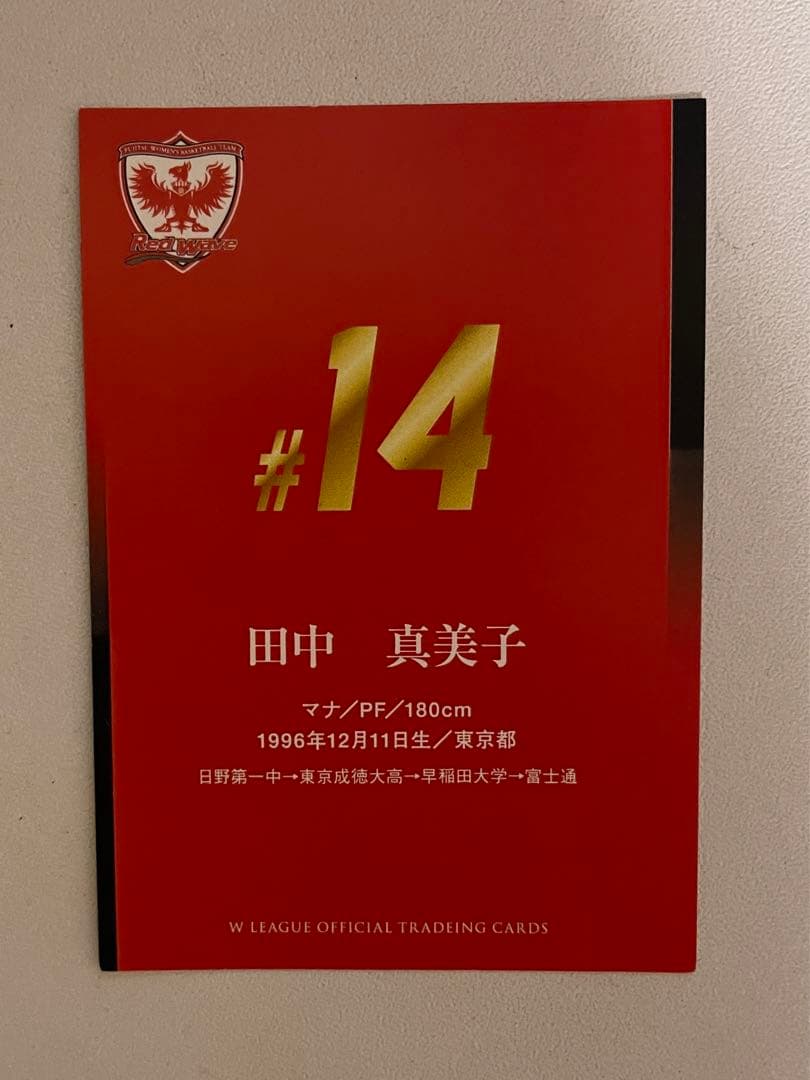 FUJITSU WOMEN'S BASKETBALL TEAM
Red Wave
#14
田中 真美子
マナ／PF／180cm
1996年12月11日生／東京都
日野第一中→東京成徳大高→早稲田大学→富士通
W LEAGUE OFFICIAL TRADEING CARDS